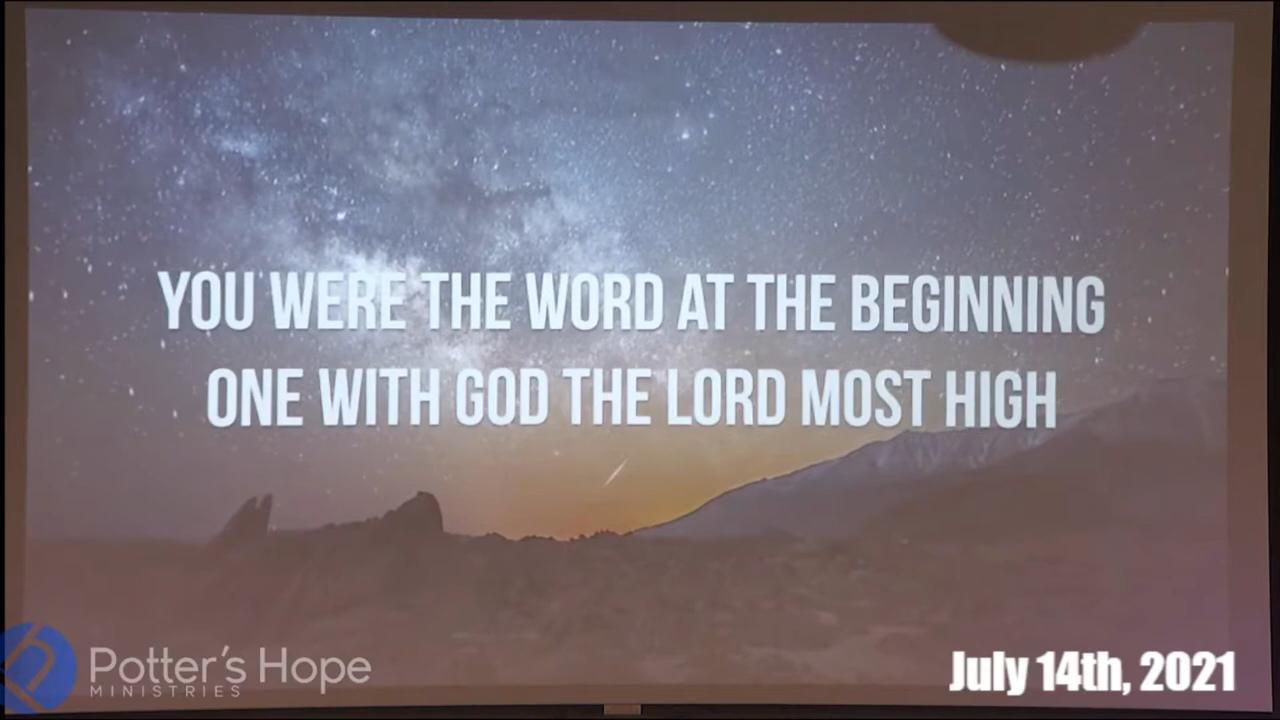 YOU WERE THE WORD AT THE BEGINNING
ONE WITH GOD THE LORD MOST HIGH
Potter's Hope
MINISTRIES
July 14th, 2021